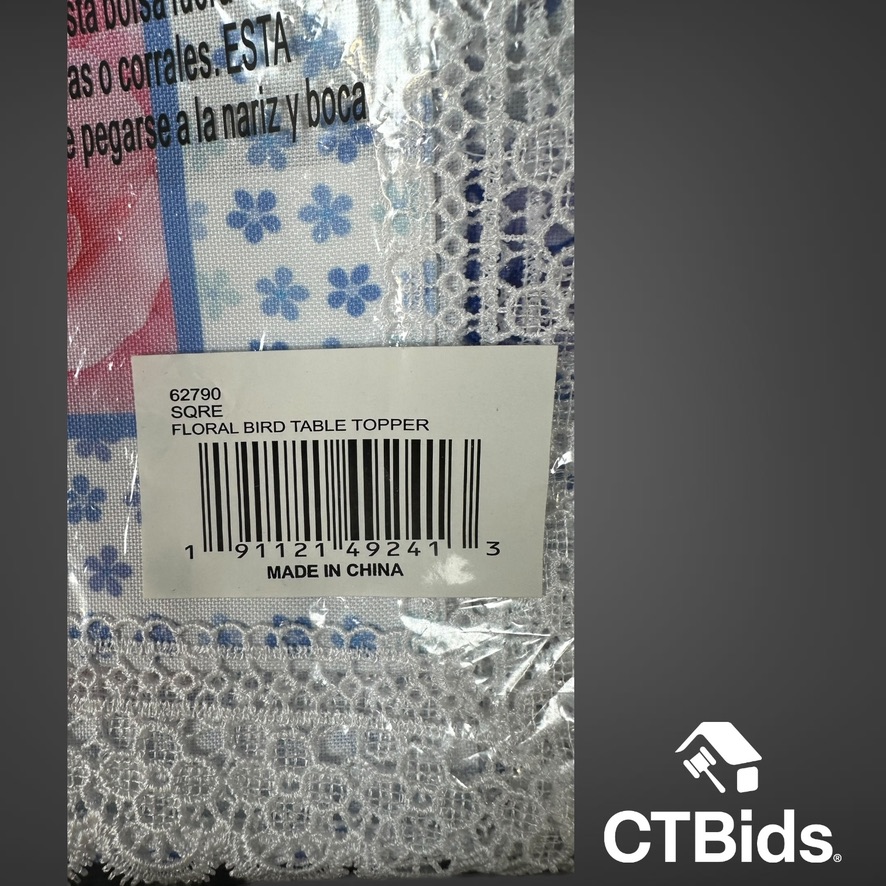 bolsa
as o corrales. ESTA
e pegarse a la nariz y boca
62790
SQRE
FLORAL BIRD TABLE TOPPER
1 91121 49241 3
MADE IN CHINA
CTBids®